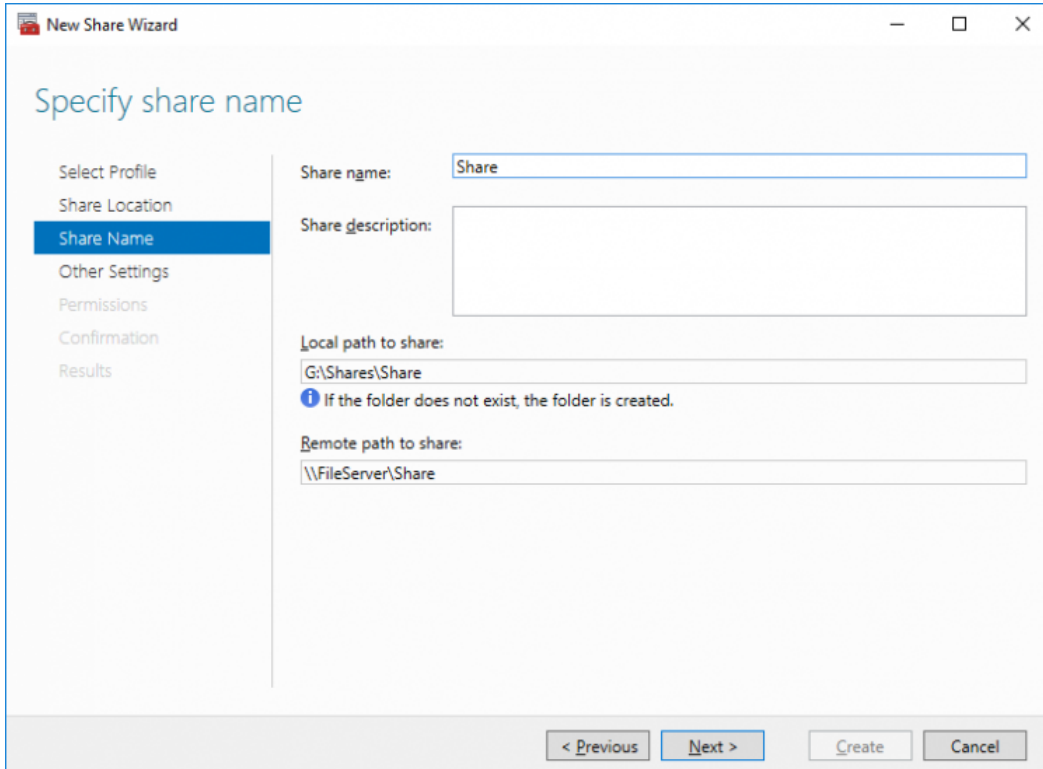 New Share Wizard
Specify share name
Select Profile
Share Location
Share Name
Other Settings
Permissions
Confirmation
Results
Share name:
Share
Share description:
Local path to share:
G:\Shares\Share
If the folder does not exist, the folder is created.
Remote path to share:
\\FileServer\Share
< Previous
Next >
Create
Cancel